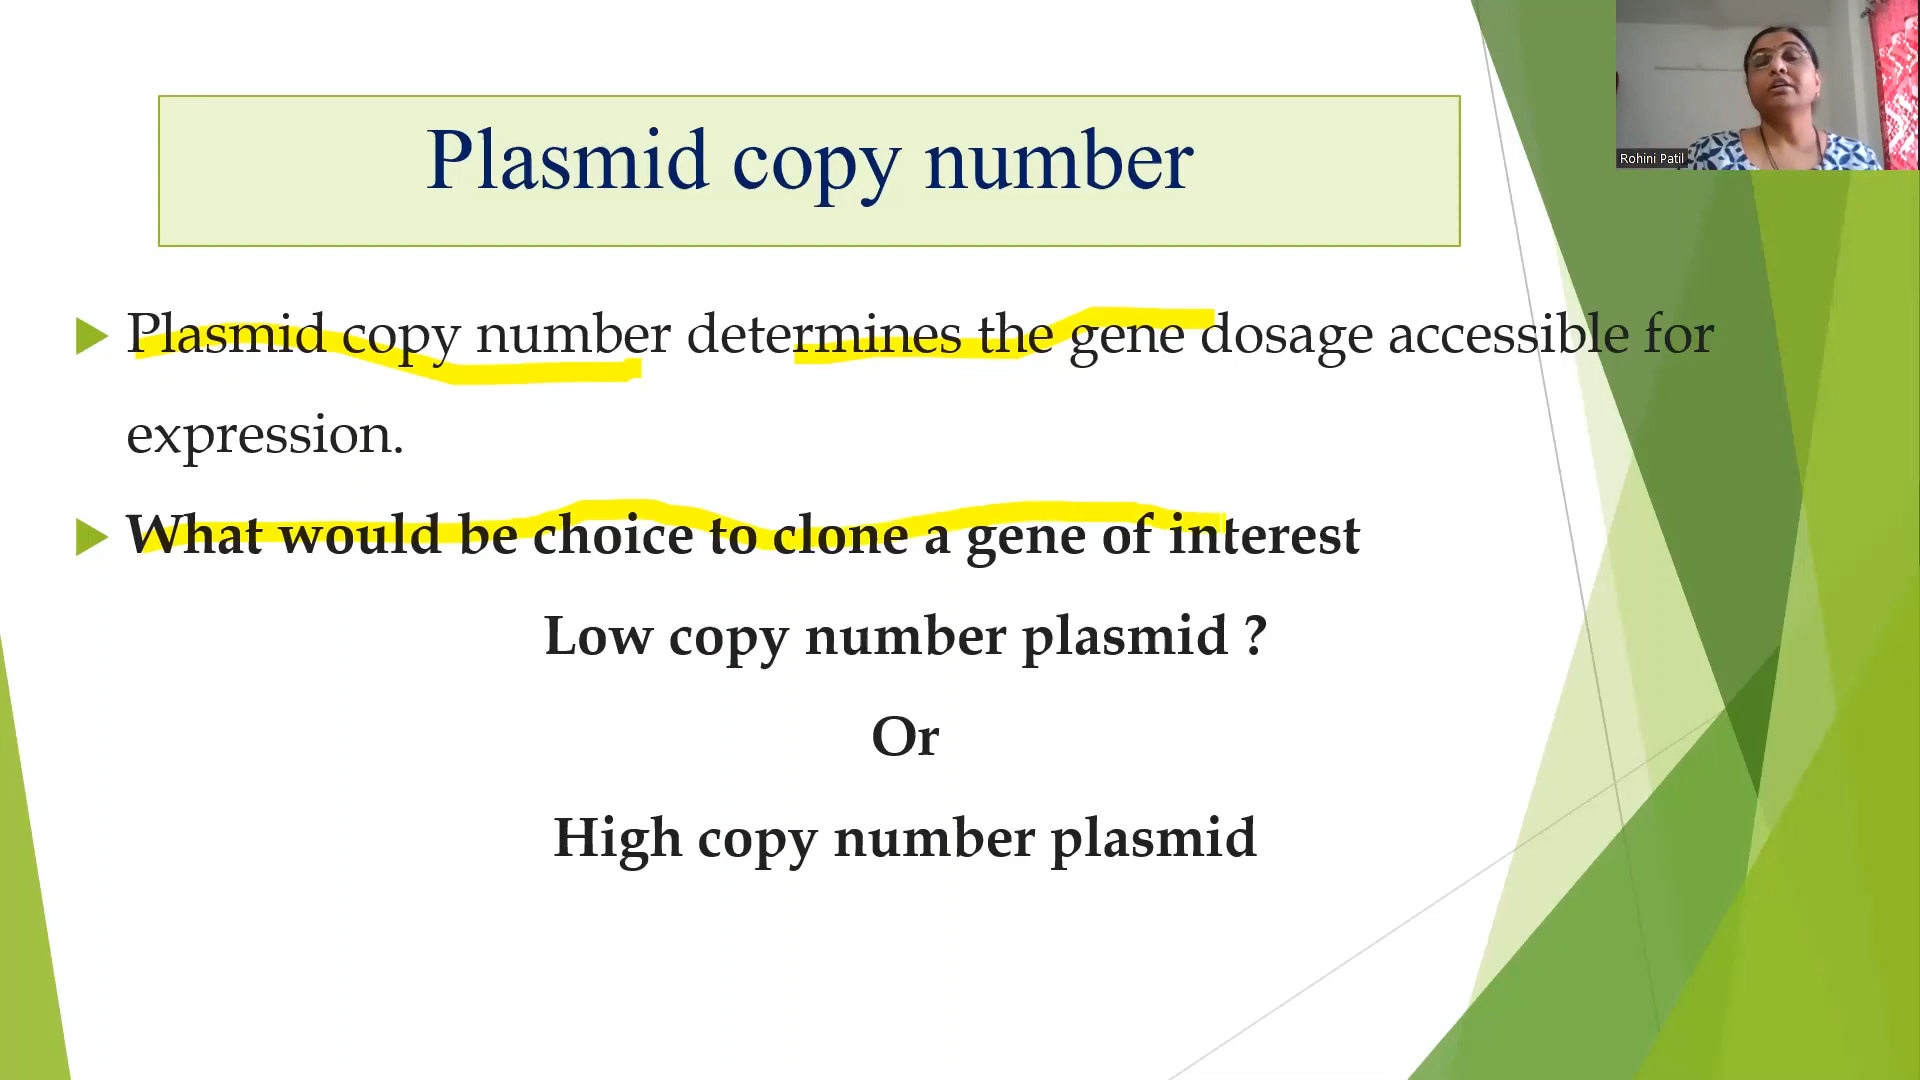 Rohini Patil
Plasmid copy number
Plasmid copy number determines the gene dosage accessible for
expression.
What would be choice to clone a gene of interest
Low copy number plasmid ?
Or
High copy number plasmid